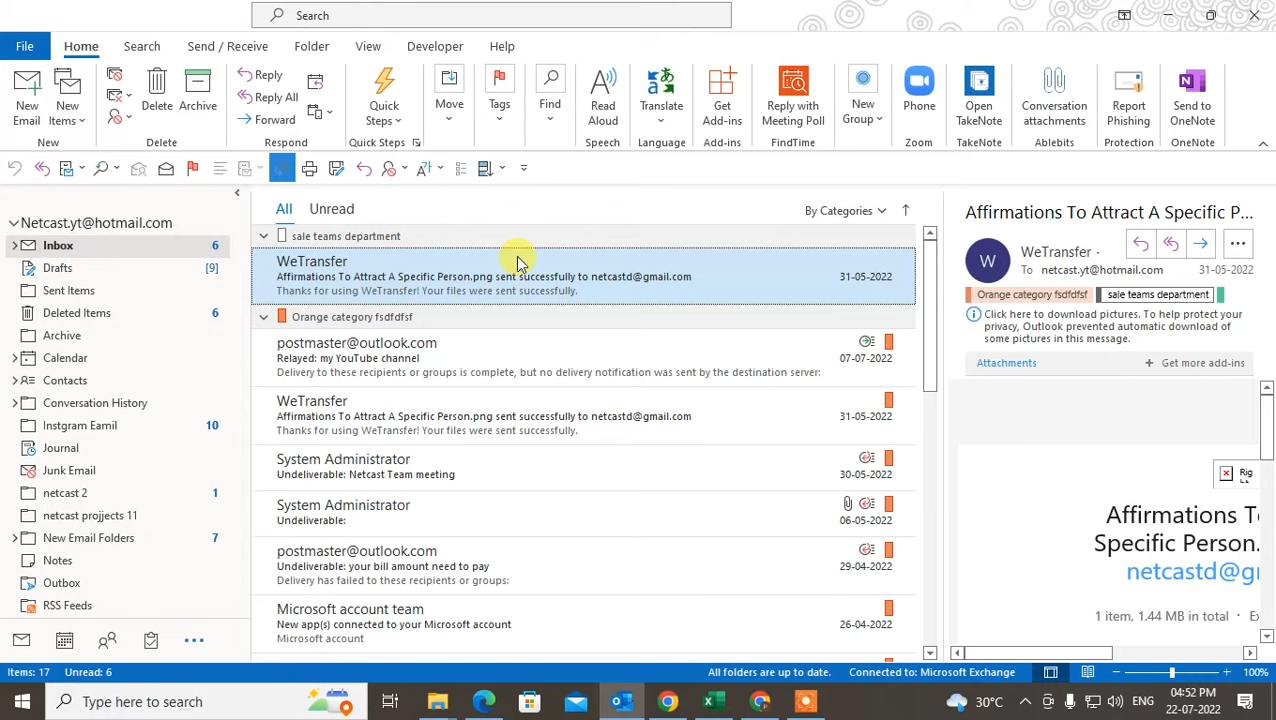 Search
File
Home
Search
Send / Receive
Folder
View
Developer
Help
New Email
New Items
Delete
Archive
Reply
Reply All
Forward
Quick Steps
Move
Tags
Find
Read Aloud
Translate
Get Add-ins
Reply with Meeting Poll
New Group
Phone
Open TakeNote
Conversation attachments
Report Phishing
Send to OneNote
New
Delete
Respond
Quick Steps
Speech
Language
Add-ins
FindTime
Zoom
TakeNote
Ablebits
Protection
OneNote
Netcast.yt@hotmail.com
Inbox 6
Drafts [9]
Sent Items
Deleted Items 6
Archive
Calendar
Contacts
Conversation History
Instgram Eamil 10
Journal
Junk Email
netcast 2 1
netcast projjects 11
New Email Folders 7
Notes
Outbox
RSS Feeds
All
Unread
By Categories
sale teams department
WeTransfer
Affirmations To Attract A Specific Person.png sent successfully to netcastd@gmail.com 31-05-2022
Thanks for using WeTransfer! Your files were sent successfully.
Orange category fsdfdfsf
postmaster@outlook.com
Relayed: my YouTube channel 07-07-2022
Delivery to these recipients or groups is complete, but no delivery notification was sent by the destination server:
WeTransfer
Affirmations To Attract A Specific Person.png sent successfully to netcastd@gmail.com 31-05-2022
Thanks for using WeTransfer! Your files were sent successfully.
System Administrator
Undeliverable: Netcast Team meeting 30-05-2022
System Administrator
Undeliverable: 06-05-2022
postmaster@outlook.com
Undeliverable: your bill amount need to pay 29-04-2022
Delivery has failed to these recipients or groups:
Microsoft account team
New app(s) connected to your Microsoft account 26-04-2022
Microsoft account
Affirmations To Attract A Specific P...
W
WeTransfer
To netcast.yt@hotmail.com 31-05-2022
Orange category fsdfdfsf
sale teams department
Click here to download pictures. To help protect your
privacy, Outlook prevented automatic download of
some pictures in this message.
Attachments
+ Get more add-ins
Rig
Affirmations T
Specific Person.
netcastd@g
1 item, 1.44 MB in total · Ex
Items: 17
Unread: 6
All folders are up to date.
Connected to: Microsoft Exchange
100%
Type here to search
30°C
ENG
04:52 PM
22-07-2022